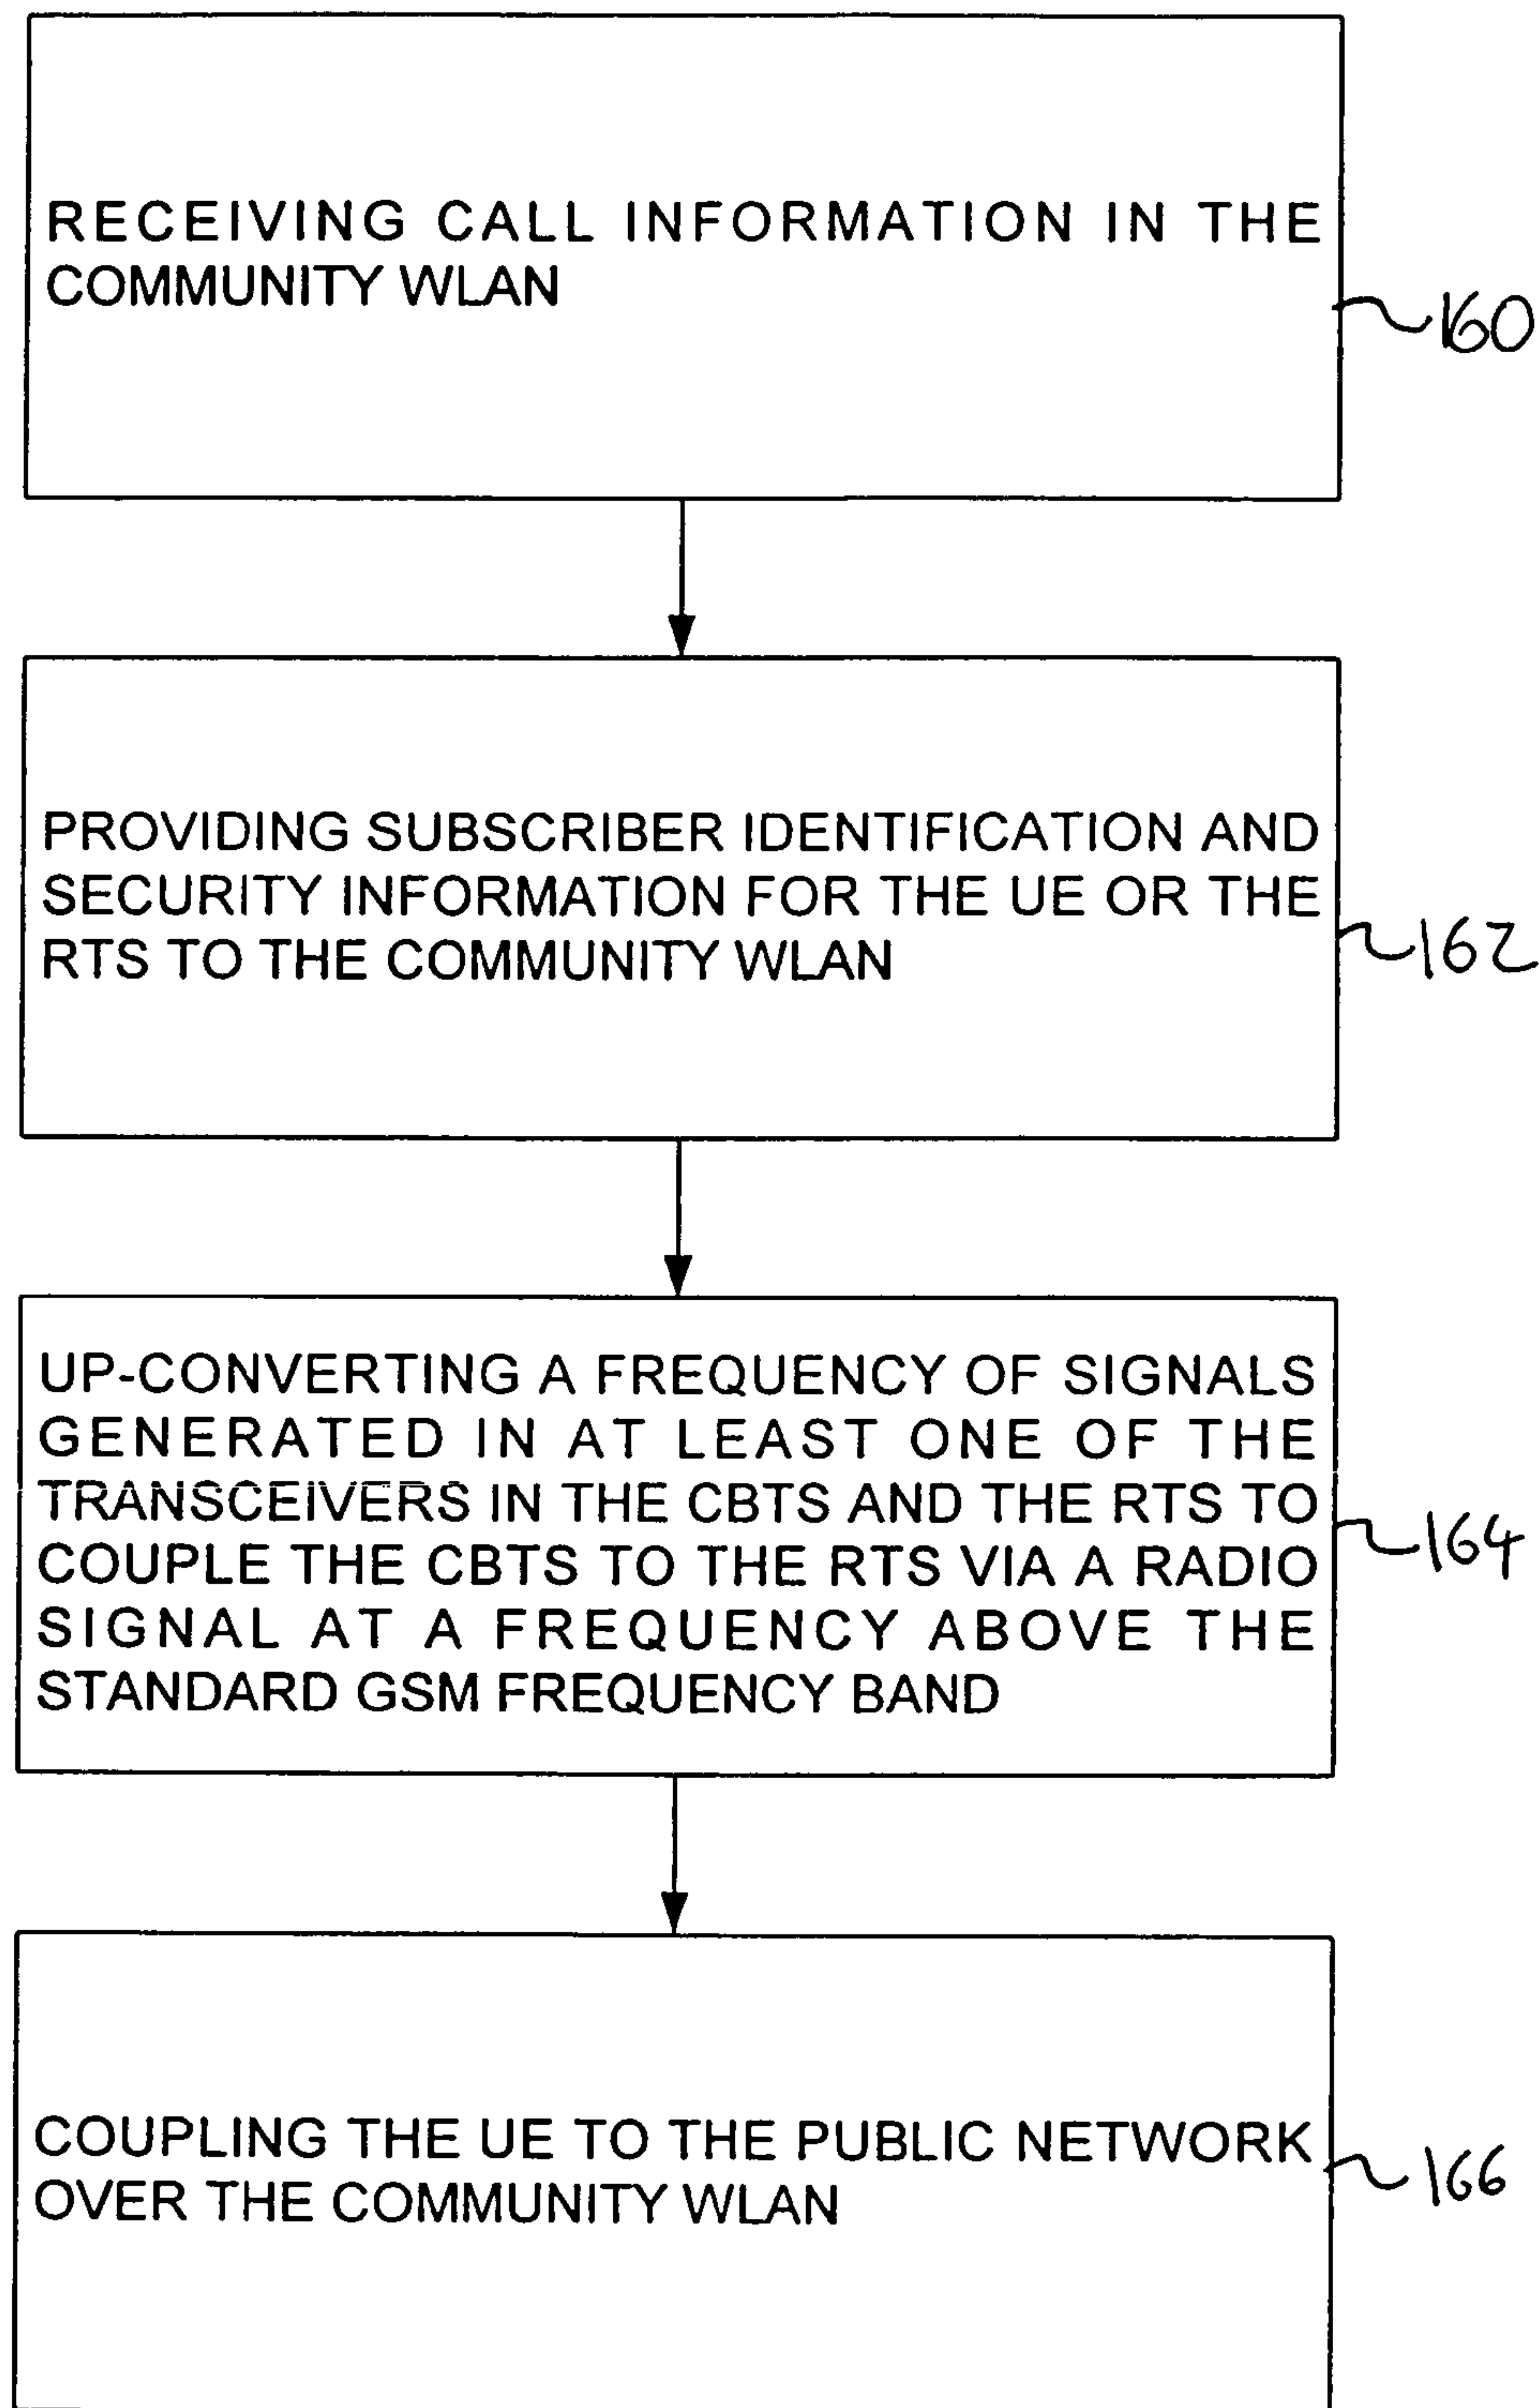 RECEIVING CALL INFORMATION IN THE
COMMUNITY WLAN
160
PROVIDING SUBSCRIBER IDENTIFICATION AND
SECURITY INFORMATION FOR THE UE OR THE
RTS TO THE COMMUNITY WLAN
162
UP-CONVERTING A FREQUENCY OF SIGNALS
GENERATED IN AT LEAST ONE OF THE
TRANSCEIVERS IN THE CBTS AND THE RTS TO
COUPLE THE CBTS TO THE RTS VIA A RADIO
SIGNAL AT A FREQUENCY ABOVE THE
STANDARD GSM FREQUENCY BAND
164
COUPLING THE UE TO THE PUBLIC NETWORK
OVER THE COMMUNITY WLAN
166